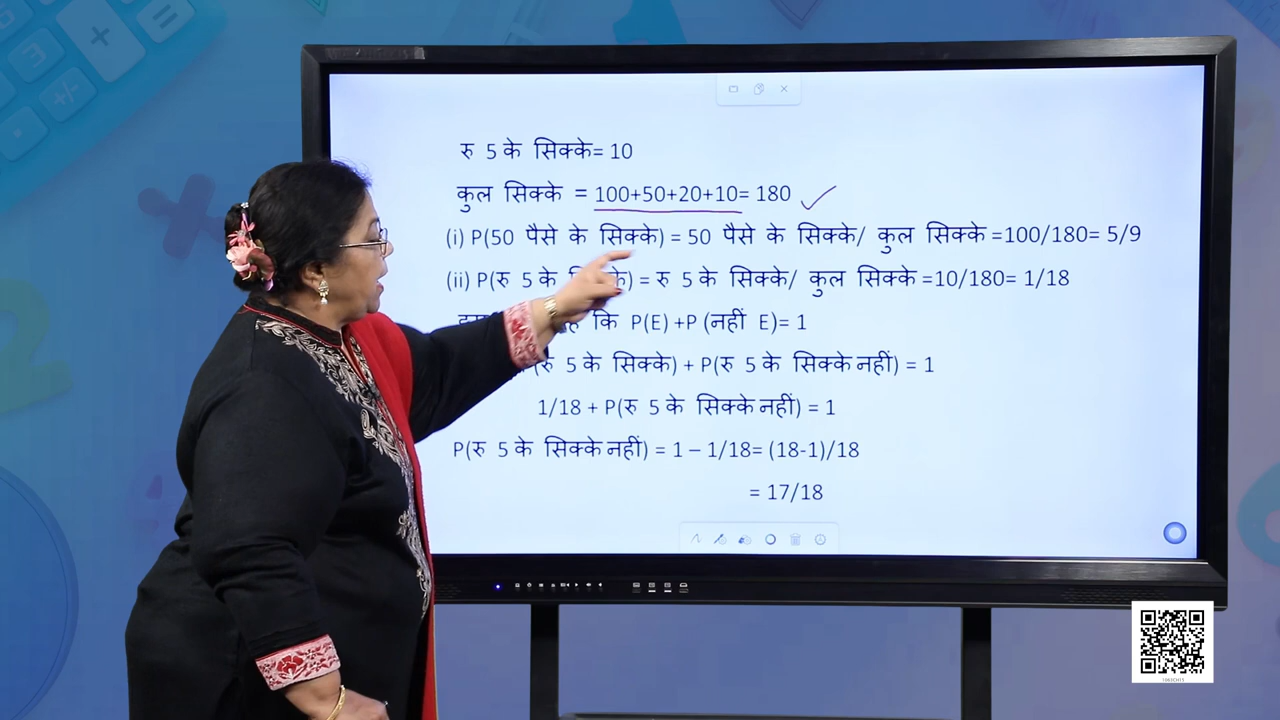 रु 5 के सिक्के= 10
कुल सिक्के = 100+50+20+10= 180
(i) P(50 पैसे के सिक्के) = 50 पैसे के सिक्के/ कुल सिक्के =100/180= 5/9
(ii) P(रु 5 के) = रु 5 के सिक्के/ कुल सिक्के =10/180= 1/18
कि P(E) +P (नहीं E)= 1
(रु 5 के सिक्के) + P(रु 5 के सिक्के नहीं) = 1
1/18 + P(रु 5 के सिक्के नहीं) = 1
P(रु 5 के सिक्के नहीं) = 1 – 1/18= (18-1)/18
= 17/18